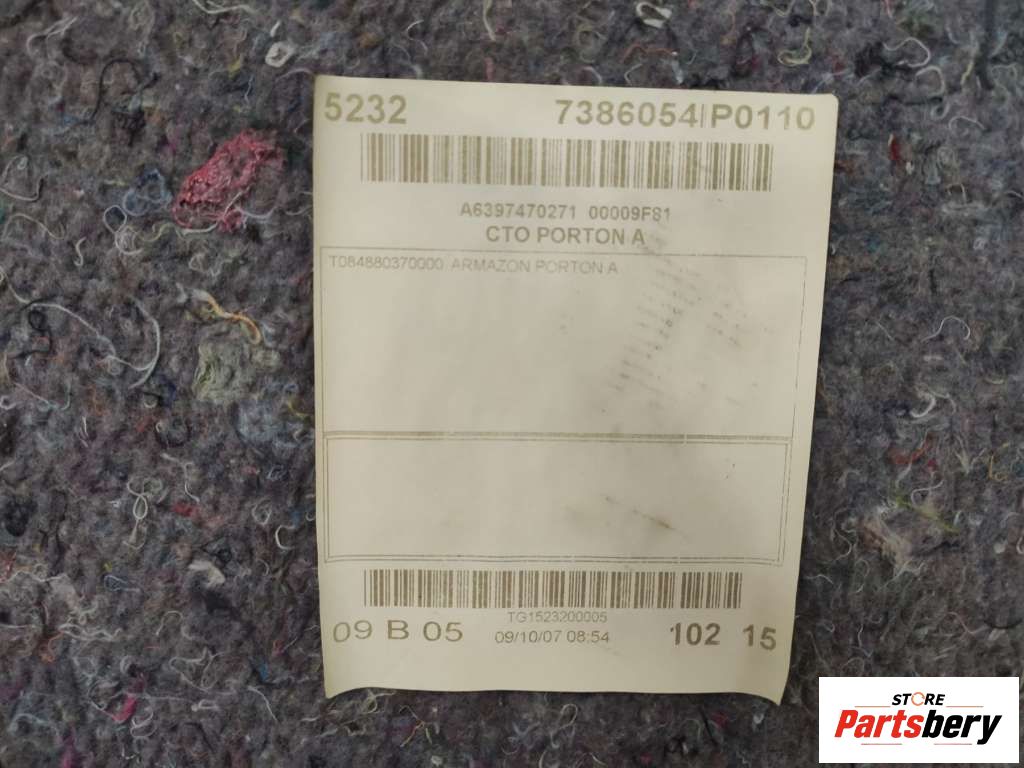 5232 7386054 P0110
A6397470271 00009F81
CTO PORTON A
T084880370000 ARMAZON PORTON A
TG1523200005
09 B 05 09/10/07 08:54 102 15
STORE
Partsbery